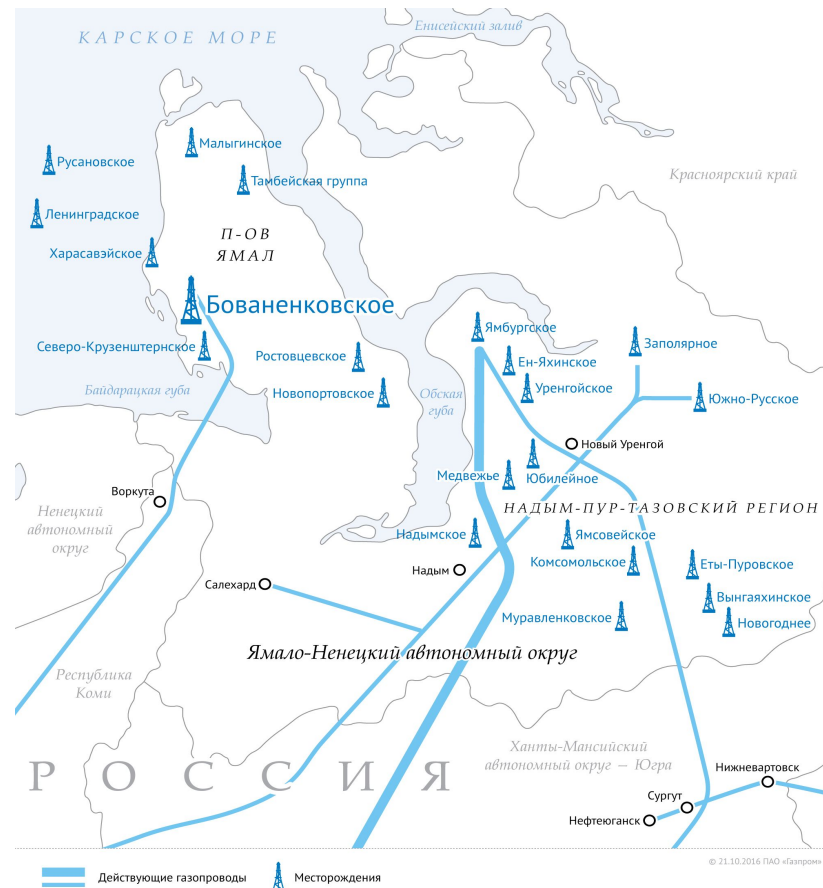 КАРСКОЕ МОРЕ
Енисейский залив
Малыгинское
Русановское
Тамбейская группа
Красноярский край
Ленинградское
П-ОВ
ЯМАЛ
Харасавэйское
Бованенковское
Ямбургское
Заполярное
Северо-Крузенштернское
Ростовцевское
Ен-Яхинское
Уренгойское
Байдарацкая губа
Новопортовское
Обская
губа
Южно-Русское
Новый Уренгой
Медвежье
Юбилейное
Воркута
НАДЫМ-ПУР-ТАЗОВСКИЙ РЕГИОН
Ненецкий
автономный
округ
Надымское
Ямсовейское
Комсомольское
Еты-Пуровское
Надым
Салехард
Вынгаяхинское
Муравленковское
Новогоднее
Ямало-Ненецкий автономный округ
Республика
Коми
Ханты-Мансийский
автономный округ — Югра
РОССИЯ
Нижневартовск
Сургут
Нефтеюганск
© 21.10.2016 ПАО «Газпром»
Действующие газопроводы
Месторождения